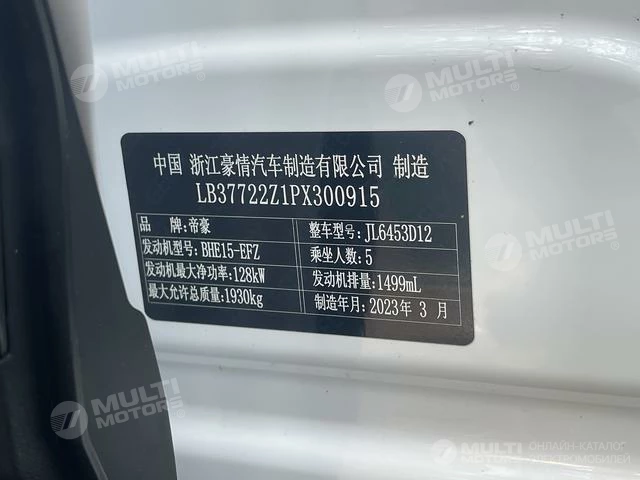 MULTI MOTORS
MULTI MOTORS
中国 浙江豪情汽车制造有限公司 制造
LB37722Z1PX300915
品牌:帝豪 整车型号:JL6453D12
发动机型号:BHE15-EFZ 乘坐人数:5
发动机最大净功率:128kW 发动机排量:1499mL
最大允许总质量:1930kg 制造年月:2023年 3 月
MULTI MOTORS
MULTI MOTORS
MULTI MOTORS
MULTI ОНЛАЙН-КАТАЛОГ
ЭЛЕКТРОМОБИЛЕЙ